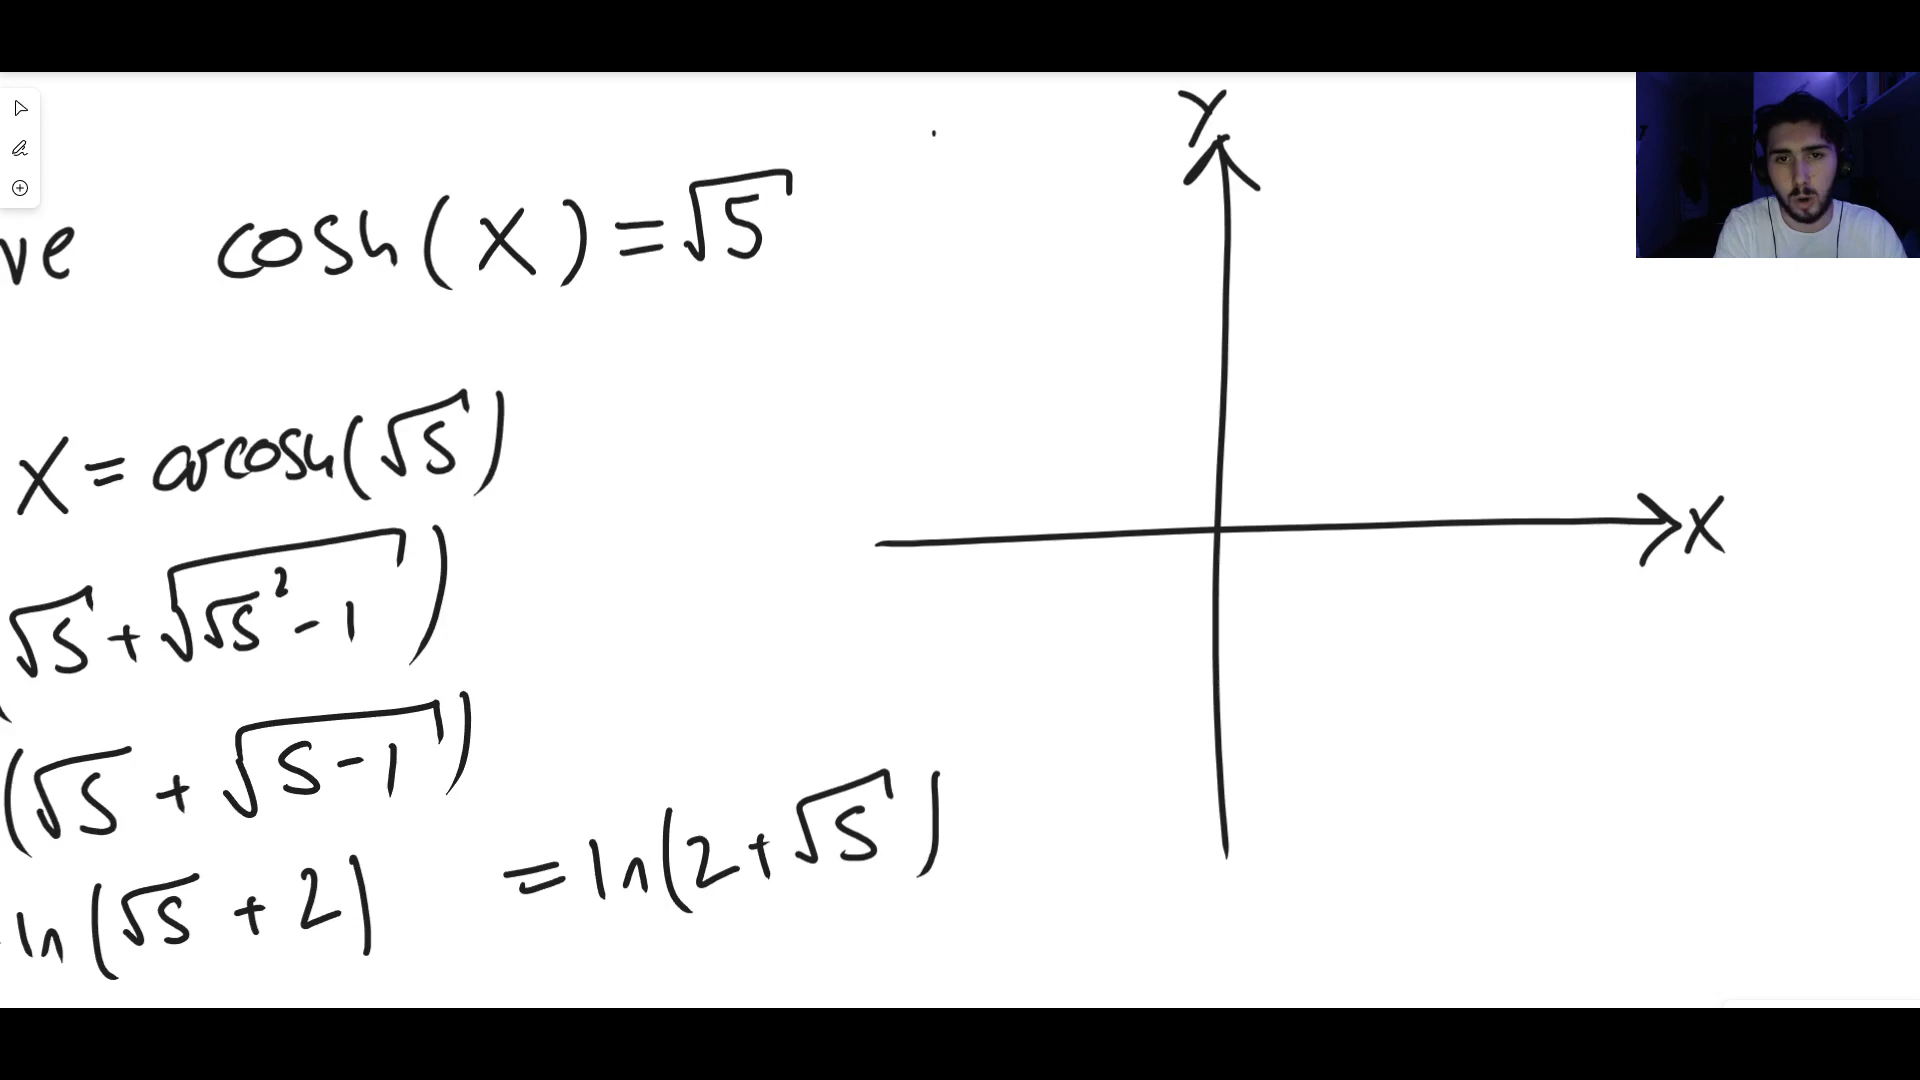 ve cosh(x)=√5
Y
x = arcosh(√5)
X
√5 + √(√5² - 1))
(√5 + √(5-1))
= ln(2+√5)
ln(√5 + 2)